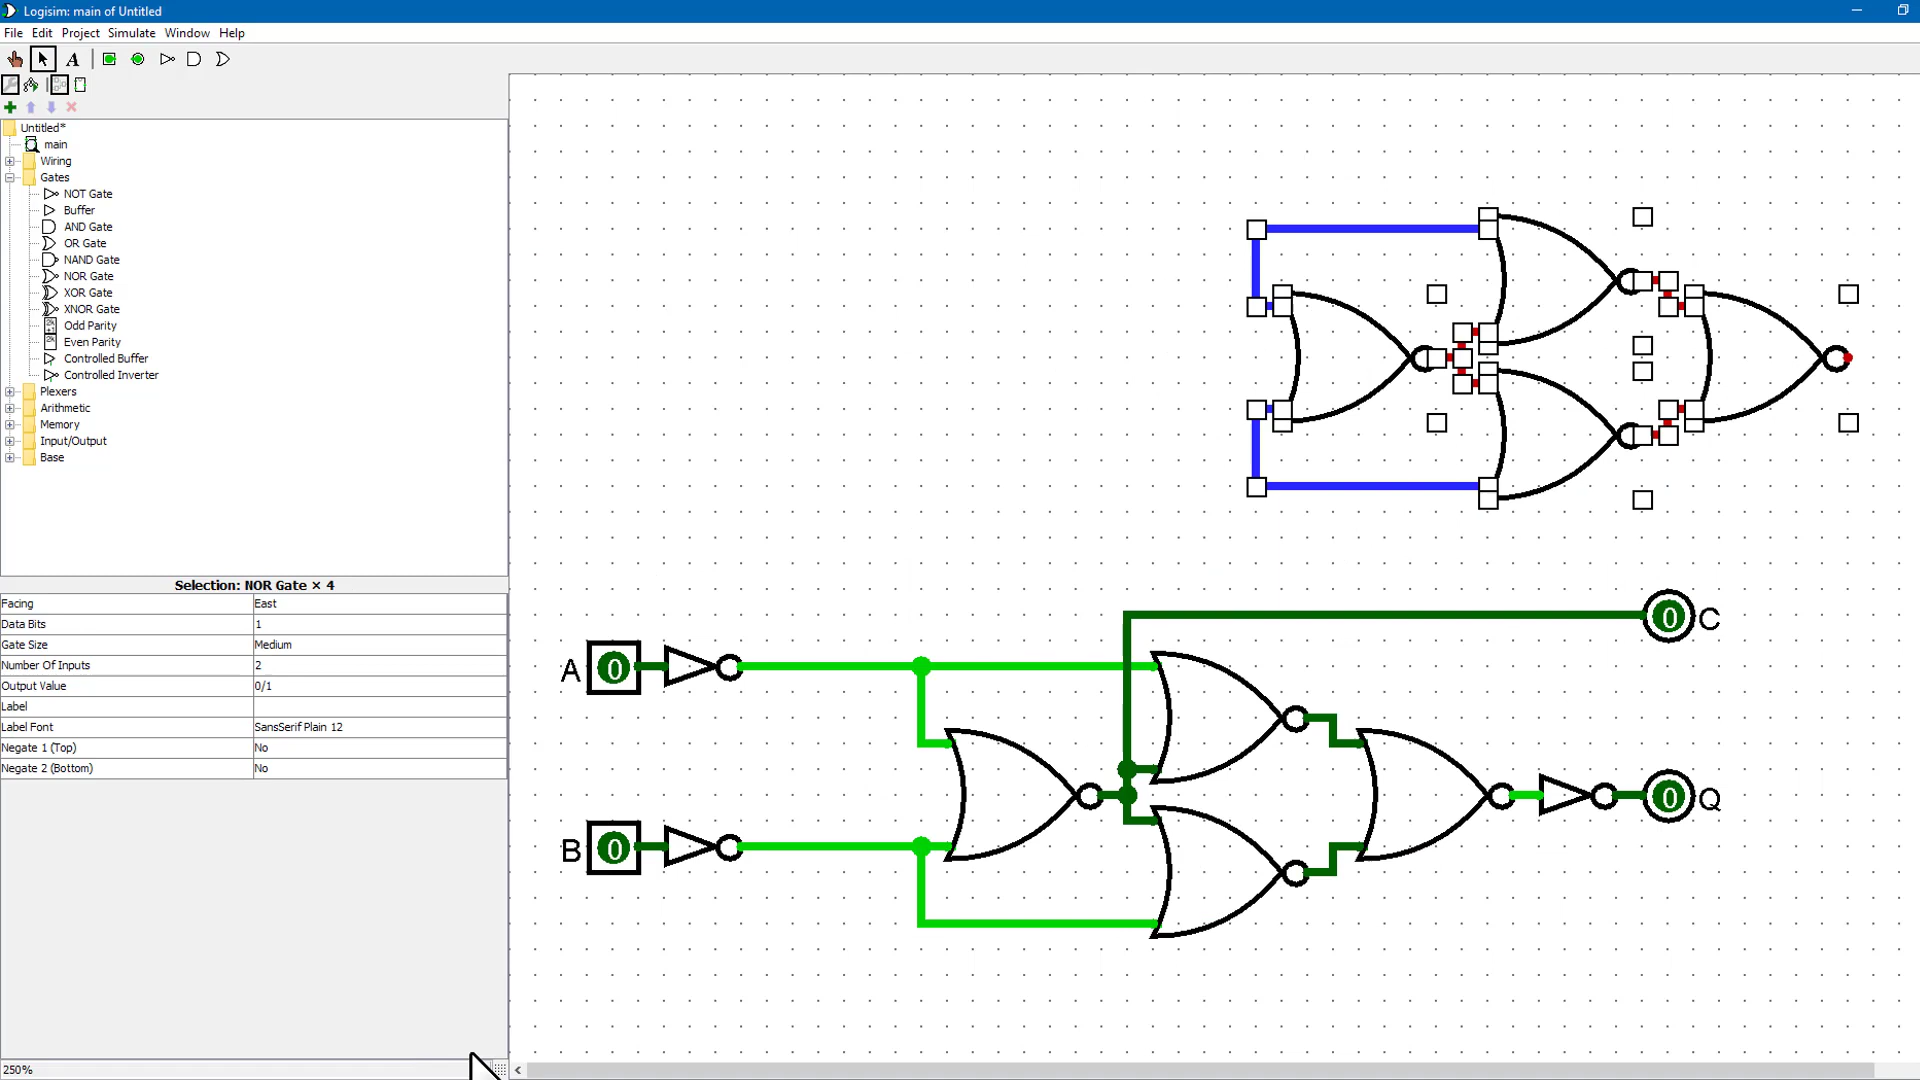 Logisim: main of Untitled
File Edit Project Simulate Window Help
A
Untitled*
main
Wiring
Gates
NOT Gate
Buffer
AND Gate
OR Gate
NAND Gate
NOR Gate
XOR Gate
XNOR Gate
Odd Parity
Even Parity
Controlled Buffer
Controlled Inverter
Plexers
Arithmetic
Memory
Input/Output
Base
Selection: NOR Gate × 4
Facing East
Data Bits 1
Gate Size Medium
Number Of Inputs 2
Output Value 0/1
Label
Label Font SansSerif Plain 12
Negate 1 (Top) No
Negate 2 (Bottom) No
250%
0 C
A 0
0 Q
B 0